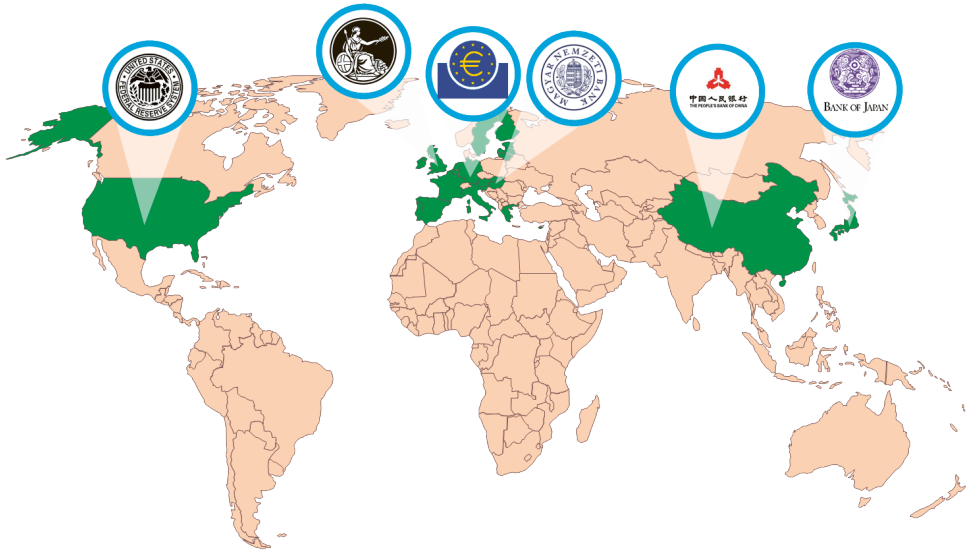 UNITED STATES
FEDERAL RESERVE SYSTEM
MAGYAR NEMZETI BANK
中国人民银行
THE PEOPLE'S BANK OF CHINA
BANK OF JAPAN